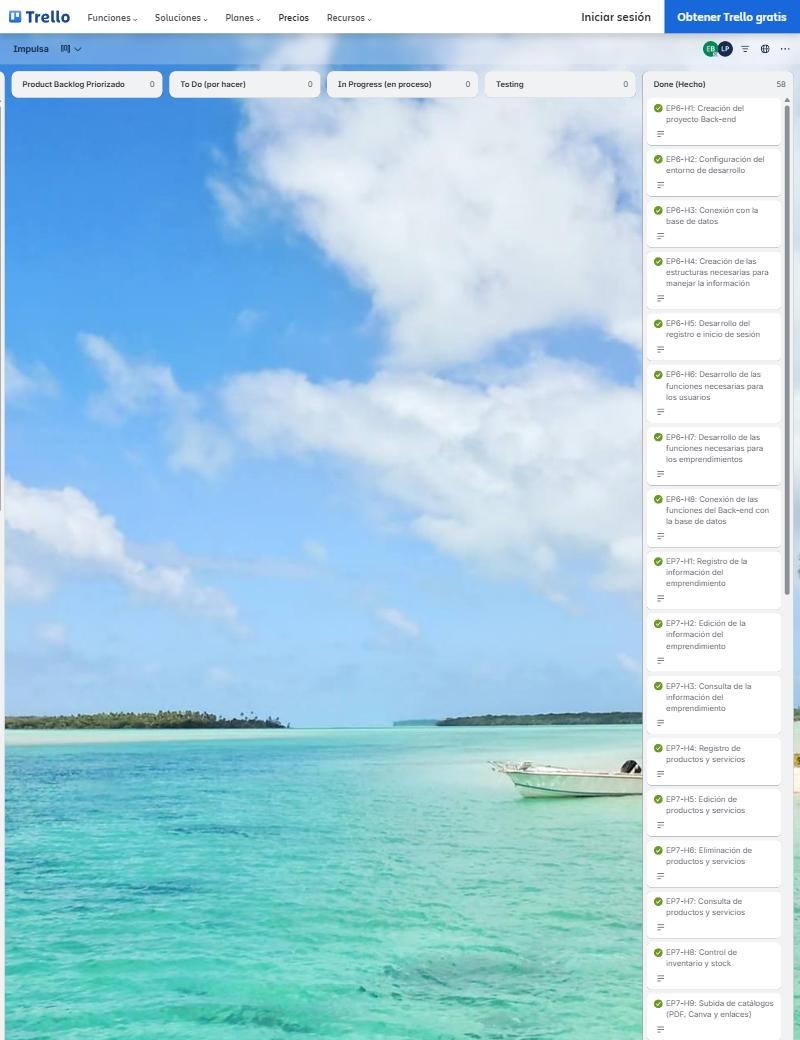 Trello
Funciones
Soluciones
Planes
Precios
Recursos
Iniciar sesión
Obtener Trello gratis
Impulsa
EB
LP
Product Backlog Priorizado 0
To Do (por hacer) 0
In Progress (en proceso) 0
Testing 0
Done (Hecho) 58
EP6-H1: Creación del
proyecto Back-end
EP6-H2: Configuración del
entorno de desarrollo
EP6-H3: Conexión con la
base de datos
EP6-H4: Creación de las
estructuras necesarias para
manejar la información
EP6-H5: Desarrollo del
registro e inicio de sesión
EP6-H6: Desarrollo de las
funciones necesarias para
los usuarios
EP6-H7: Desarrollo de las
funciones necesarias para
los emprendimientos
EP6-H8: Conexión de las
funciones del Back-end con
la base de datos
EP7-H1: Registro de la
información del
emprendimiento
EP7-H2: Edición de la
información del
emprendimiento
EP7-H3: Consulta de la
información del
emprendimiento
EP7-H4: Registro de
productos y servicios
EP7-H5: Edición de
productos y servicios
EP7-H6: Eliminación de
productos y servicios
EP7-H7: Consulta de
productos y servicios
EP7-H8: Control de
inventario y stock
EP7-H9: Subida de catálogos
(PDF, Canva y enlaces)